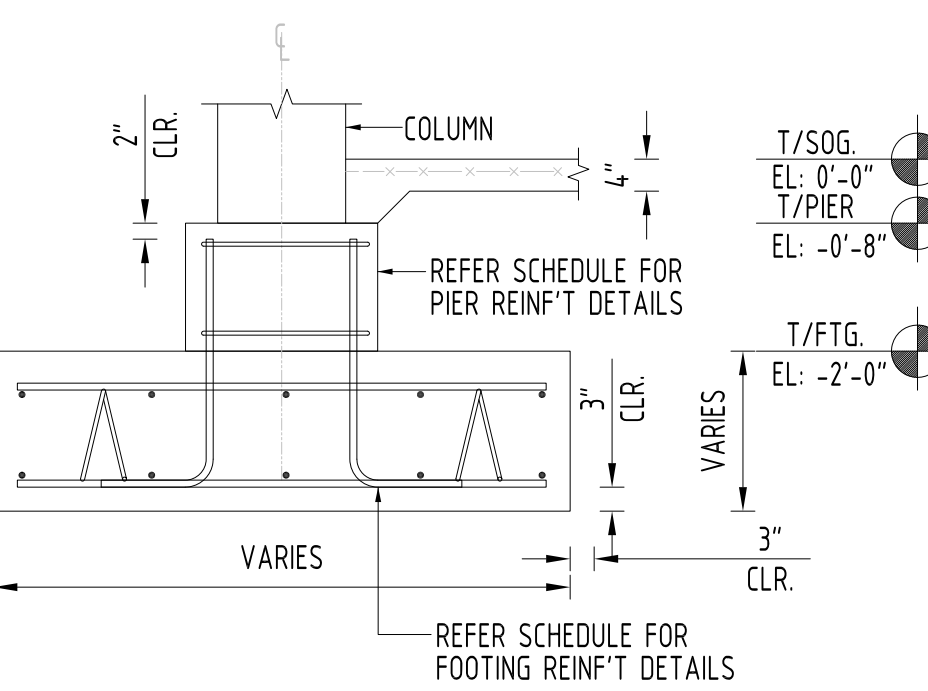 CL
2"
CLR.
COLUMN
4"
T/SOG.
EL: 0'-0"
T/PIER
EL: -0'-8"
REFER SCHEDULE FOR
PIER REINF'T DETAILS
T/FTG.
EL: -2'-0"
3"
CLR.
VARIES
VARIES
3"
CLR.
REFER SCHEDULE FOR
FOOTING REINF'T DETAILS